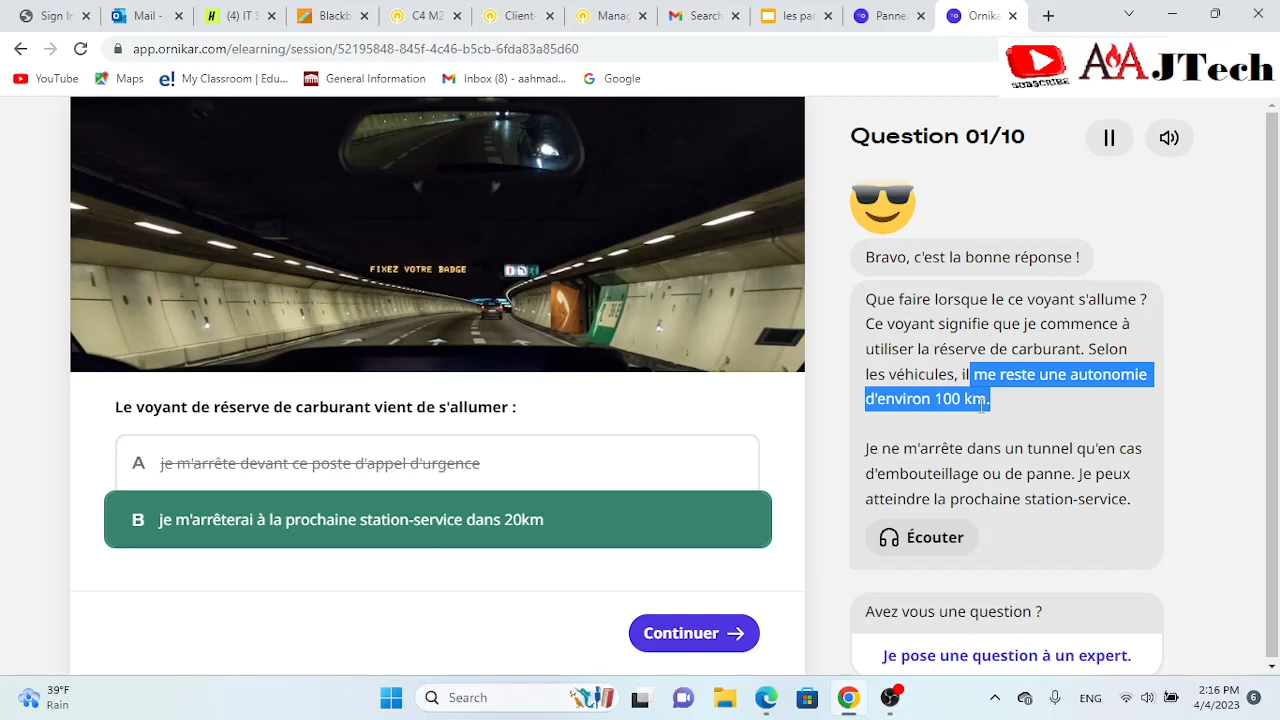 Sign i
Mail -
(4) ITC
Blackb
C4 M2
Client-
Manag
Search
les pa
Panne
Ornika
app.ornikar.com/elearning/session/52195848-845f-4c46-b5cb-6fda83a85d60
YouTube
Maps
My Classroom | Edu...
General Information
Inbox (8) - aahmad...
Google
SUBSCRIBE
AAJTech
FIXEZ VOTRE BADGE
Question 01/10
Bravo, c'est la bonne réponse !
Que faire lorsque le ce voyant s'allume ?
Ce voyant signifie que je commence à
utiliser la réserve de carburant. Selon
les véhicules, il me reste une autonomie
d'environ 100 km.
Je ne m'arrête dans un tunnel qu'en cas
d'embouteillage ou de panne. Je peux
atteindre la prochaine station-service.
Écouter
Avez vous une question ?
Je pose une question à un expert.
Le voyant de réserve de carburant vient de s'allumer :
A je m'arrête devant ce poste d'appel d'urgence
B je m'arrêterai à la prochaine station-service dans 20km
Continuer
39°F
Rain
Search
ENG
2:16 PM
4/4/2023
6